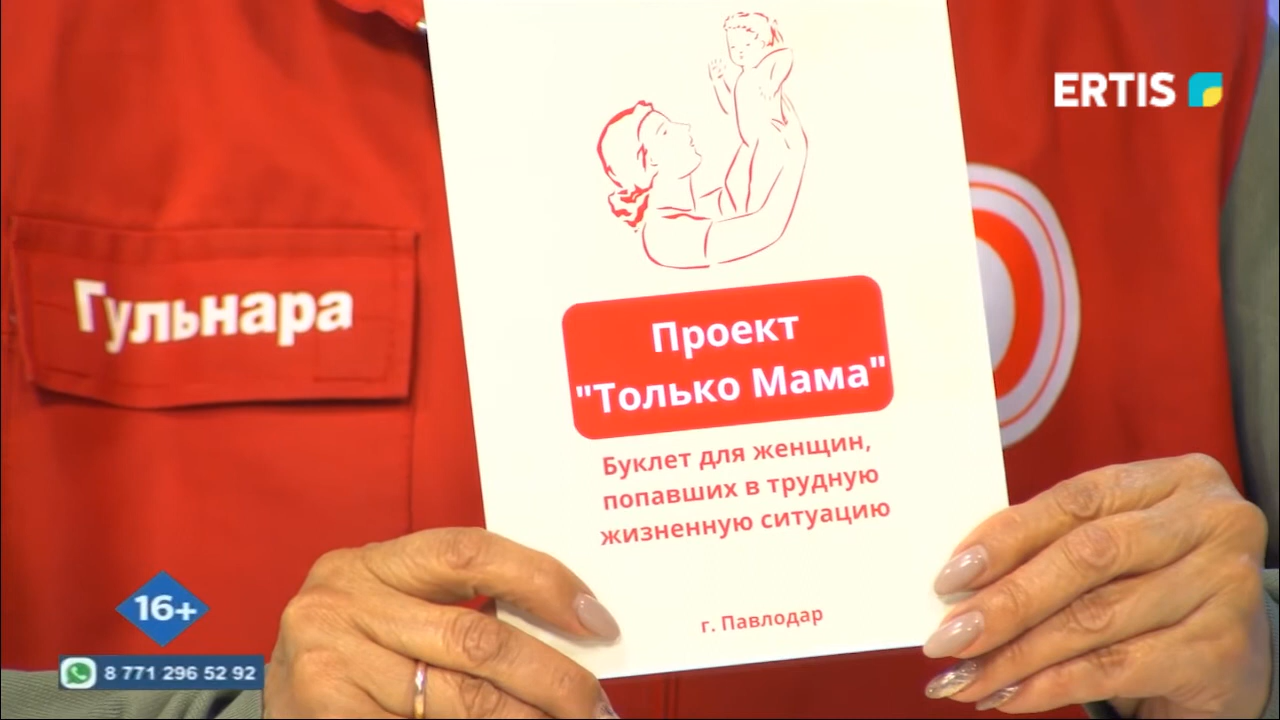 ERTIS
Гульнара
Проект
"Только Мама"
Буклет для женщин,
попавших в трудную
жизненную ситуацию
г. Павлодар
16+
8 771 296 52 92